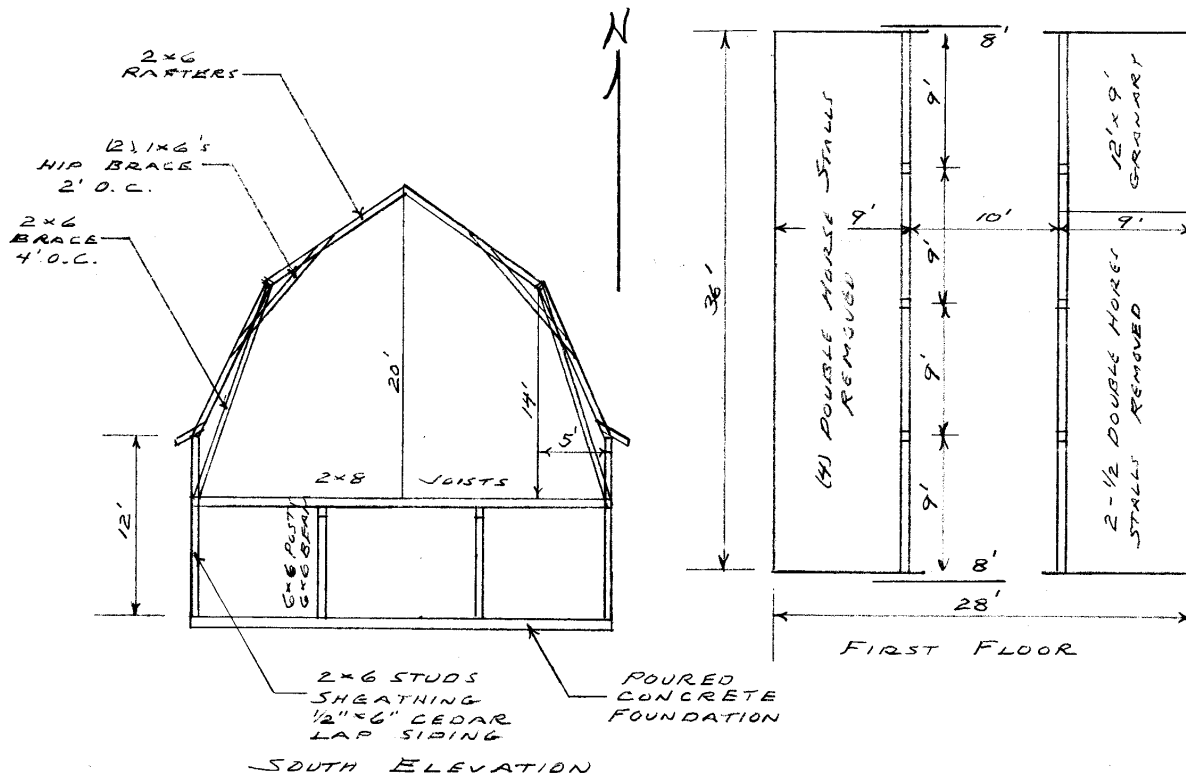 2×6
RAFTERS
(2) 1×6's
HIP BRACE
2' O.C.
2×6
BRACE
4' O.C.
20'
14'
5'
2×8 JOISTS
12'
6×6 POST
6×6 BEAM
2×6 STUDS
SHEATHING
1/2"×6" CEDAR
LAP SIDING
POURED
CONCRETE
FOUNDATION
SOUTH ELEVATION
N
8'
36'
(4) DOUBLE HORSE STALLS
REMOVED
9'
9'
10'
9'
9'
9'
9'
12'×9'
GRANARY
2-1/2 DOUBLE HORES
STALLS REMOVED
8'
28'
FIRST FLOOR